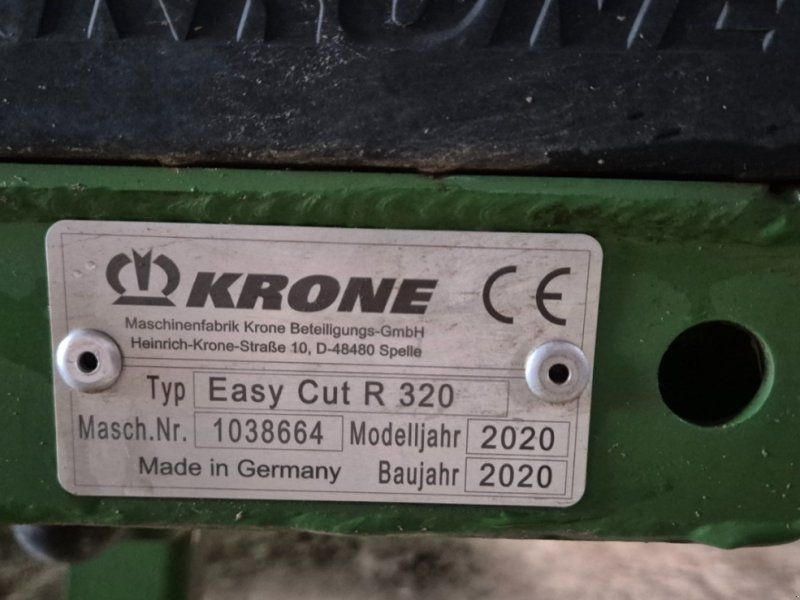 KRONE
KRONE
CE
Maschinenfabrik Krone Beteiligungs-GmbH
Heinrich-Krone-Straße 10, D-48480 Spelle
Typ Easy Cut R 320
Masch.Nr. 1038664 Modelljahr 2020
Made in Germany Baujahr 2020